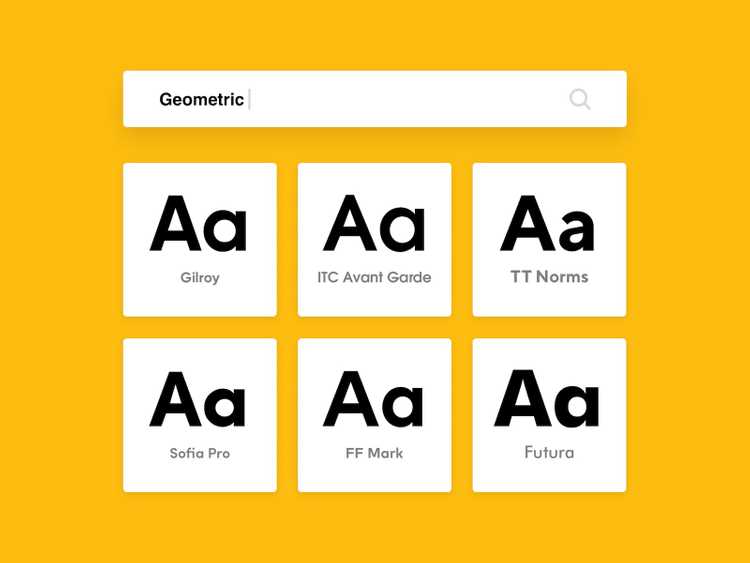 Geometric
Aa Aa Aa
Gilroy ITC Avant Garde TT Norms
Aa Aa Aa
Sofia Pro FF Mark Futura